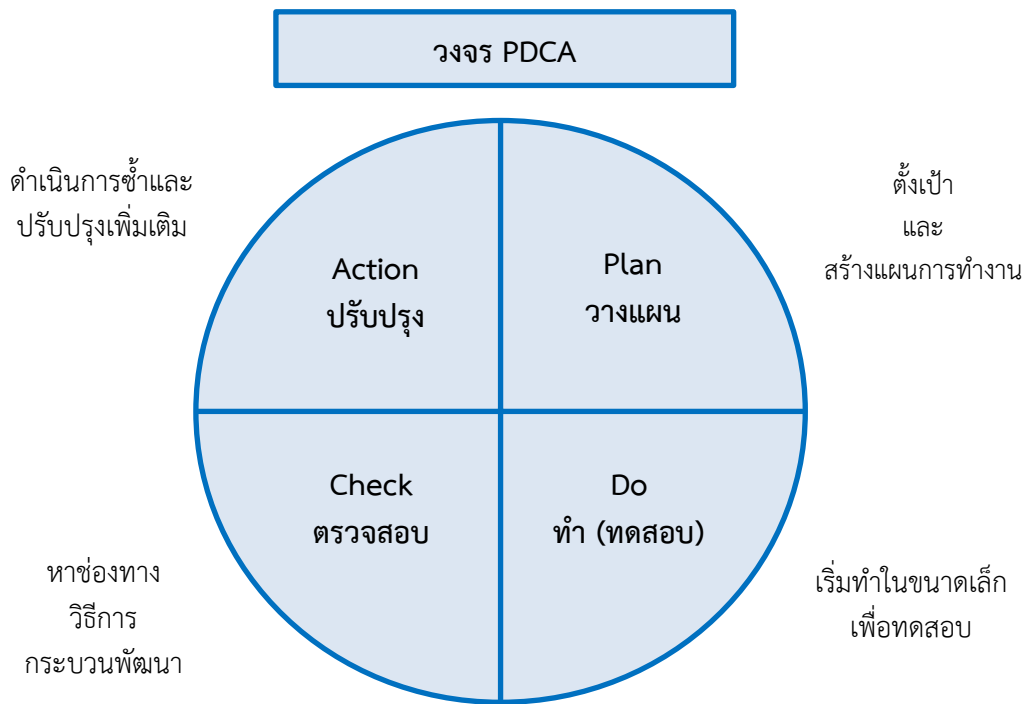 วงจร PDCA
ดำเนินการซ้ำและ
ปรับปรุงเพิ่มเติม
Action
ปรับปรุง
Plan
วางแผน
ตั้งเป้า
และ
สร้างแผนการทำงาน
Check
ตรวจสอบ
Do
ทำ (ทดสอบ)
หาช่องทาง
วิธีการ
กระบวนพัฒนา
เริ่มทำในขนาดเล็ก
เพื่อทดสอบ